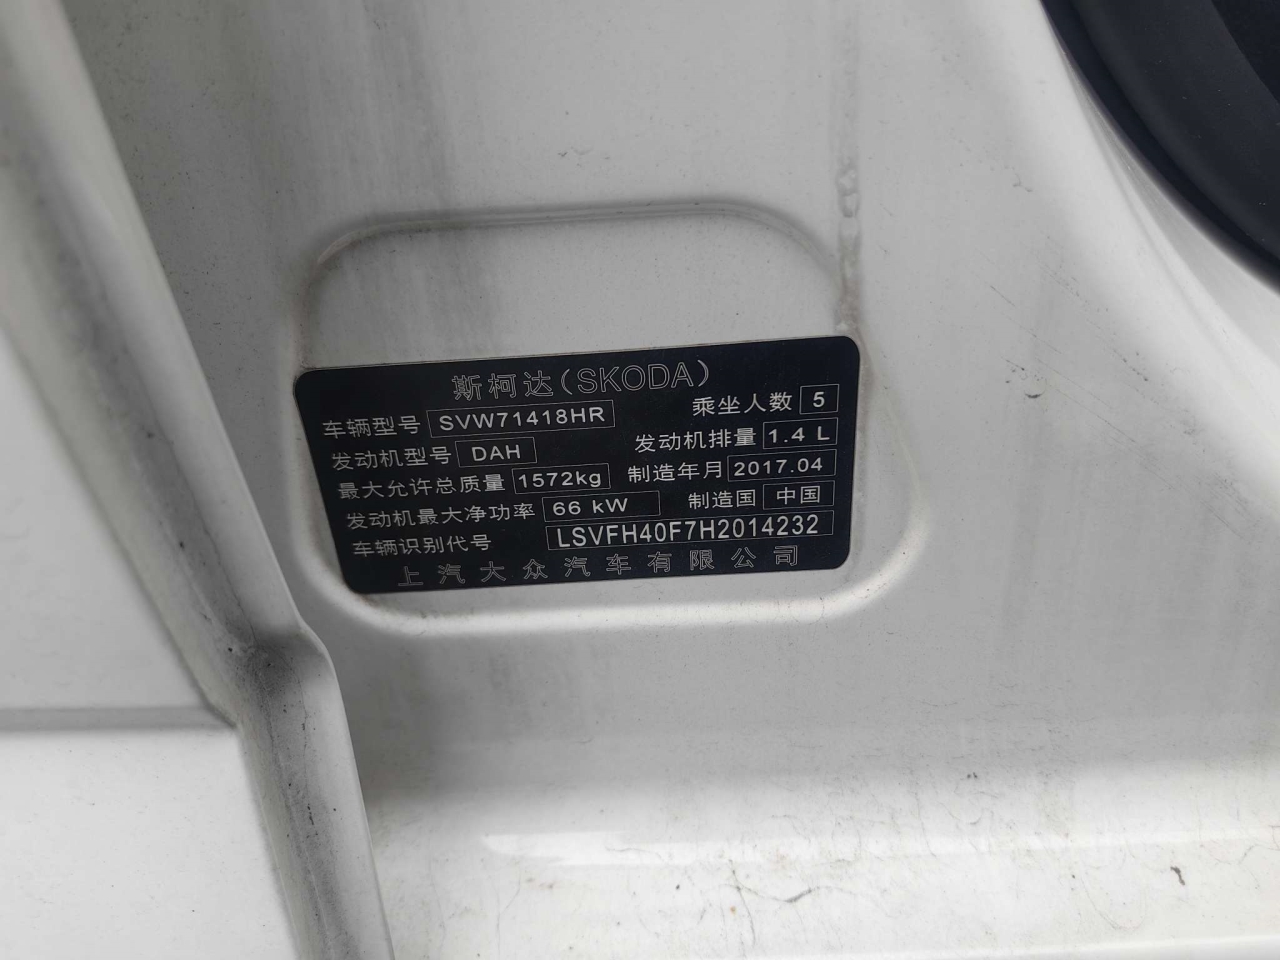 斯柯达(SKODA)
车辆型号 SVW71418HR 乘坐人数 5
发动机型号 DAH 发动机排量 1.4 L
最大允许总质量 1572kg 制造年月 2017.04
发动机最大净功率 66 kW 制造国 中国
车辆识别代号 LSVFH40F7H2014232
上汽大众汽车有限公司